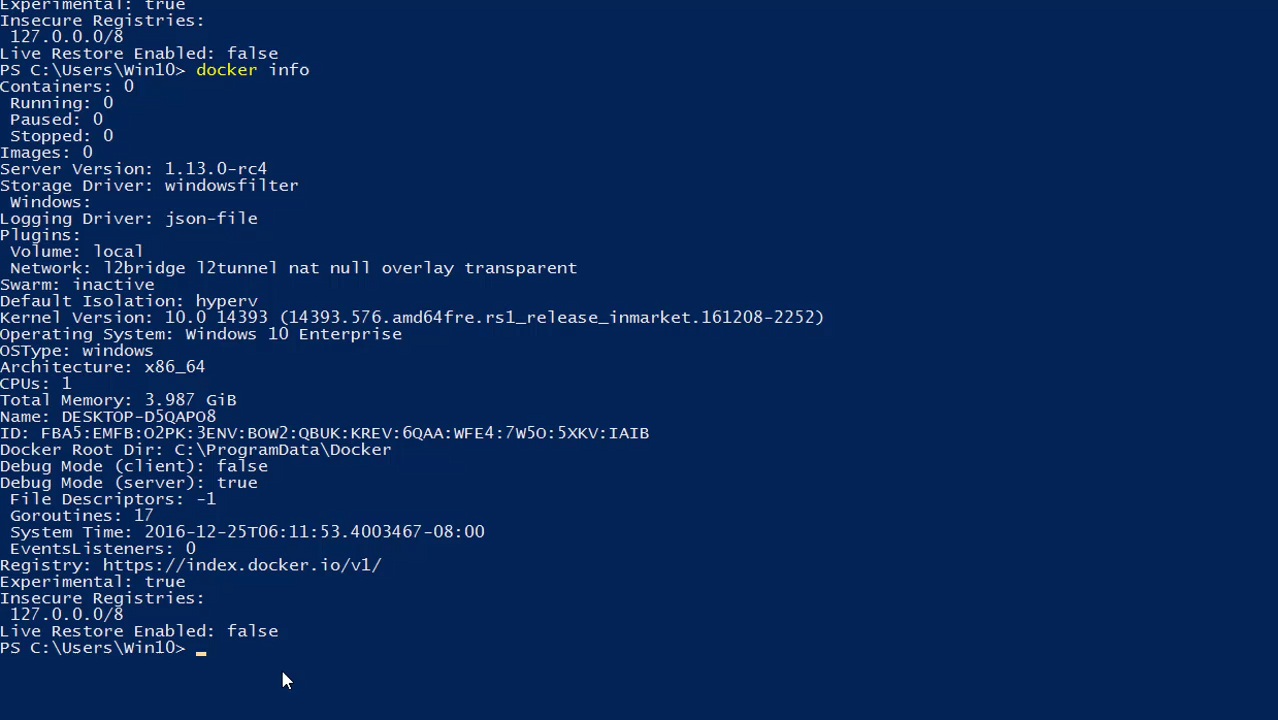 Experimental: true
Insecure Registries:
 127.0.0.0/8
Live Restore Enabled: false
PS C:\Users\Win10> docker info
Containers: 0
 Running: 0
 Paused: 0
 Stopped: 0
Images: 0
Server Version: 1.13.0-rc4
Storage Driver: windowsfilter
 Windows:
Logging Driver: json-file
Plugins:
 Volume: local
 Network: l2bridge l2tunnel nat null overlay transparent
Swarm: inactive
Default Isolation: hyperv
Kernel Version: 10.0 14393 (14393.576.amd64fre.rs1_release_inmarket.161208-2252)
Operating System: Windows 10 Enterprise
OSType: windows
Architecture: x86_64
CPUs: 1
Total Memory: 3.987 GiB
Name: DESKTOP-D5QAPO8
ID: FBA5:EMFB:O2PK:3ENV:BOW2:QBUK:KREV:6QAA:WFE4:7W5O:5XKV:IAIB
Docker Root Dir: C:\ProgramData\Docker
Debug Mode (client): false
Debug Mode (server): true
 File Descriptors: -1
 Goroutines: 17
 System Time: 2016-12-25T06:11:53.4003467-08:00
 EventsListeners: 0
Registry: https://index.docker.io/v1/
Experimental: true
Insecure Registries:
 127.0.0.0/8
Live Restore Enabled: false
PS C:\Users\Win10> _